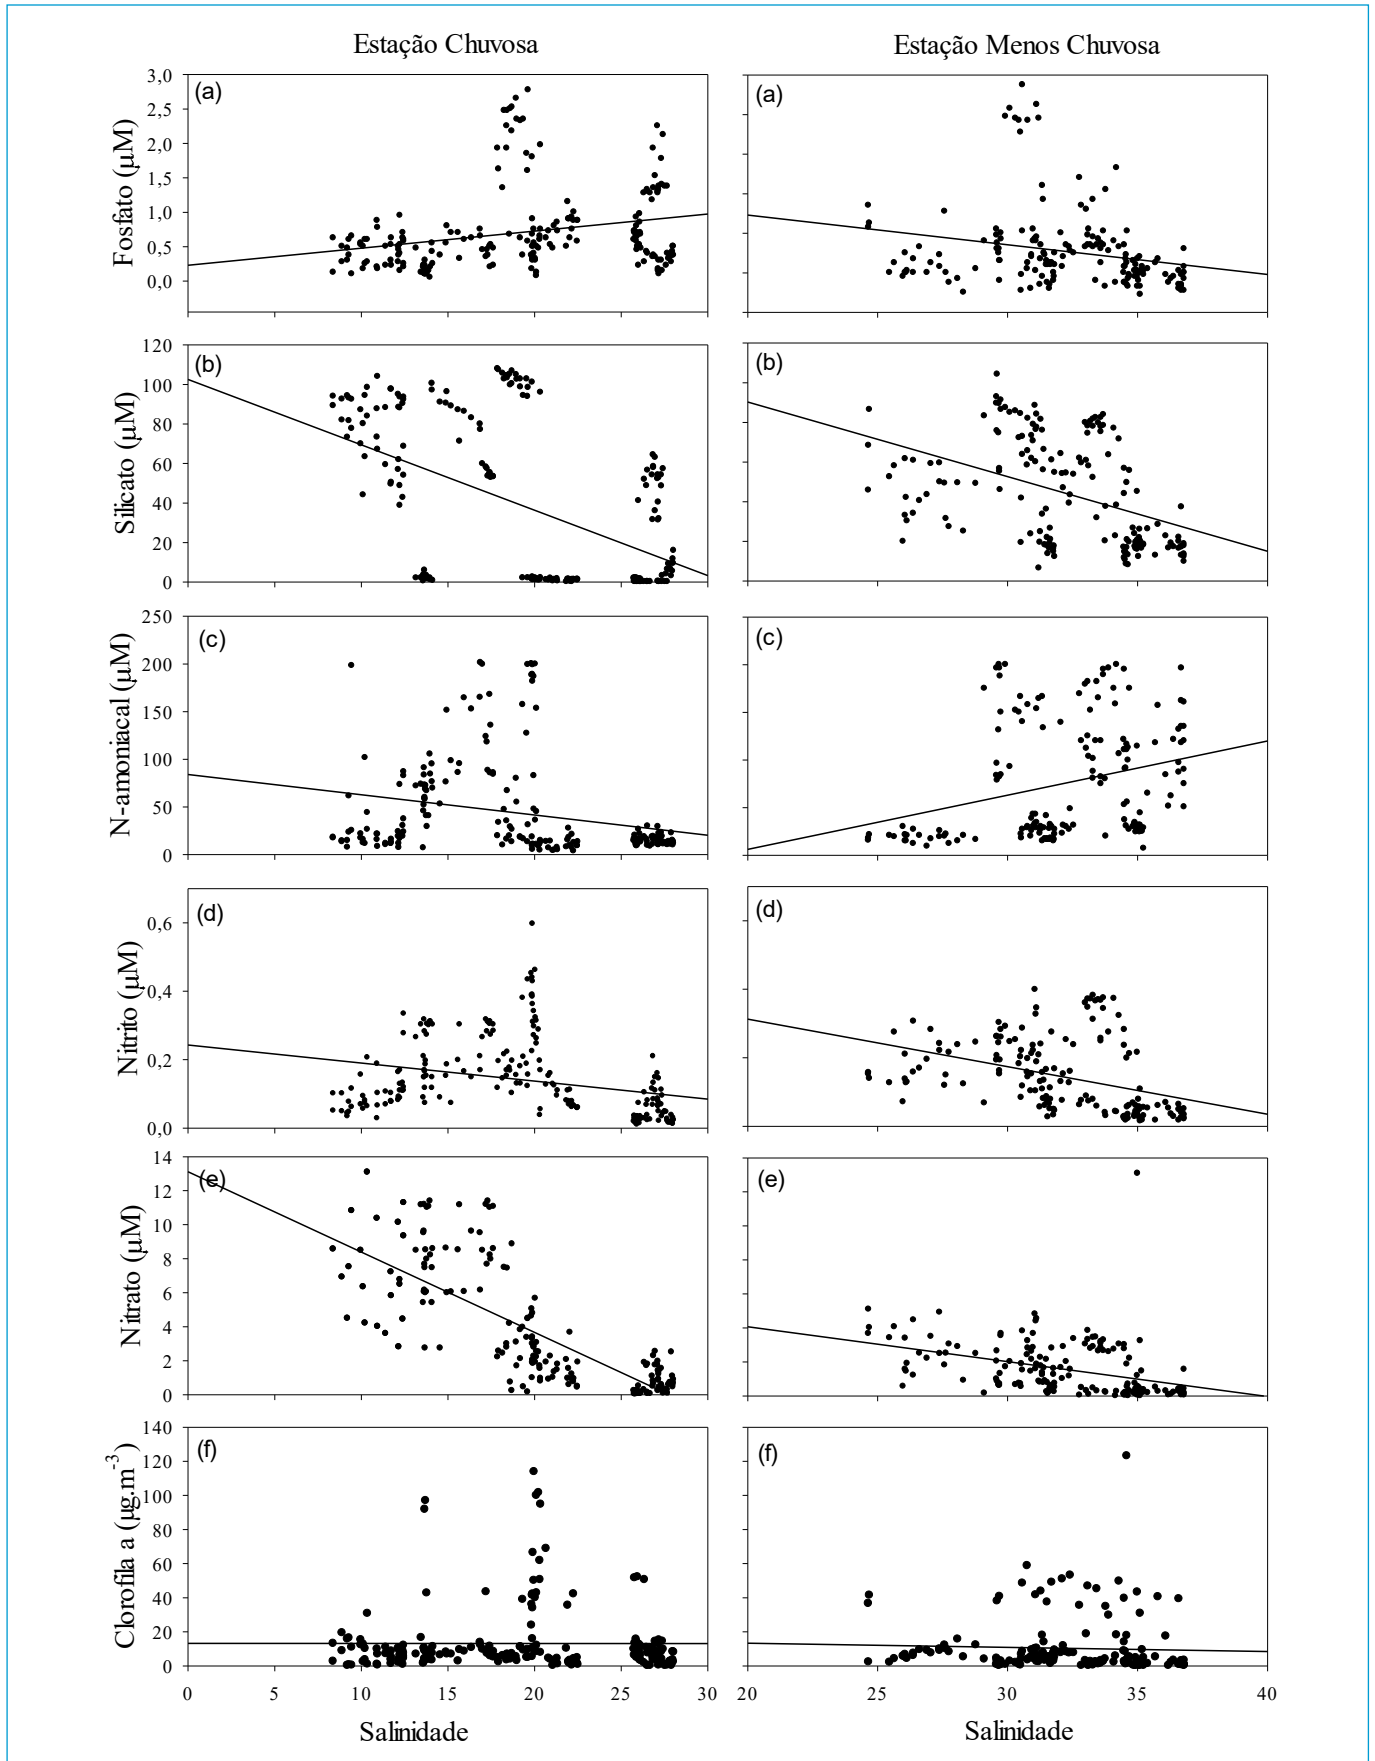 Estação Chuvosa
Estação Menos Chuvosa
Fosfato (µM)
3,0
2,5
2,0
1,5
1,0
0,5
0,0
(a)
(a)
Silicato (µM)
120
100
80
60
40
20
0
(b)
(b)
N-amoniacal (µM)
250
200
150
100
50
0
(c)
(c)
Nitrito (µM)
0,6
0,4
0,2
0,0
(d)
(d)
Nitrato (µM)
14
12
10
8
6
4
2
0
(e)
(e)
Clorofila a (µg.m-3)
140
120
100
80
60
40
20
0
(f)
(f)
0 5 10 15 20 25 30
20 25 30 35 40
Salinidade
Salinidade